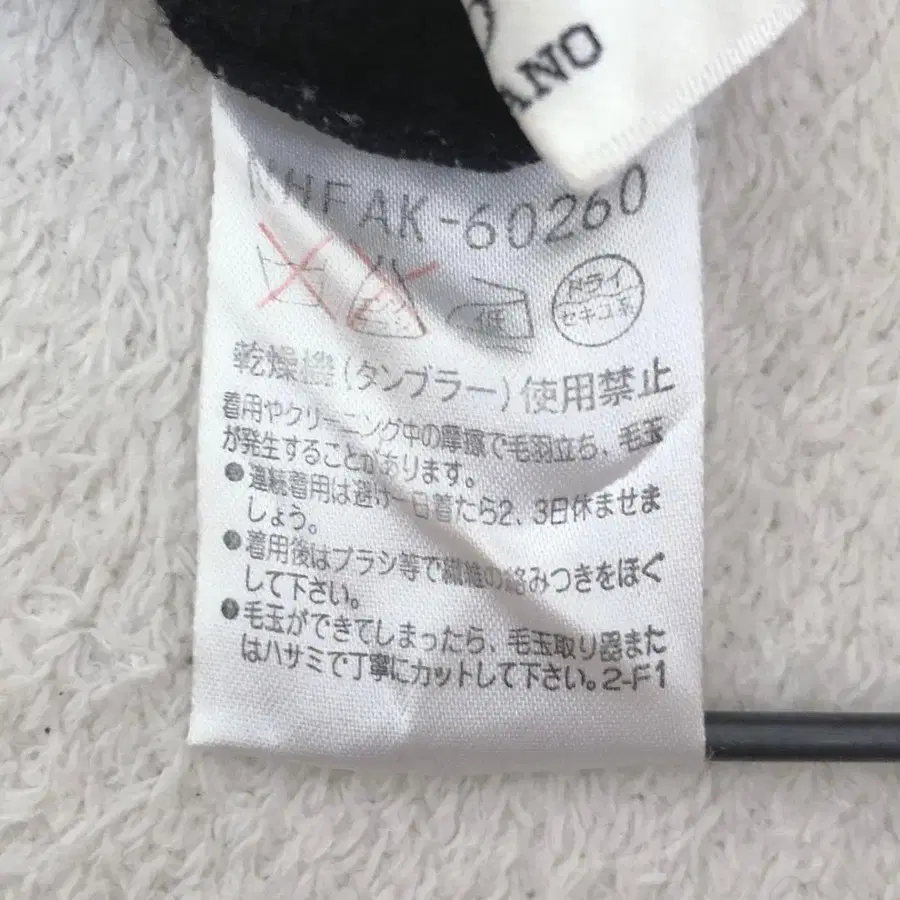 ANO
AK-60260
低
ドライ
セキユ系
乾燥機(タンブラー)使用禁止
着用やクリーニング中の摩擦で毛羽立ち、毛玉
が発生することがあります。
●連続着用は避け一日着たら2、3日休ませま
しょう。
●着用後はブラシ等で繊維の絡みつきをほぐ
して下さい。
●毛玉ができてしまったら、毛玉取り器また
はハサミで丁寧にカットして下さい。2-F1